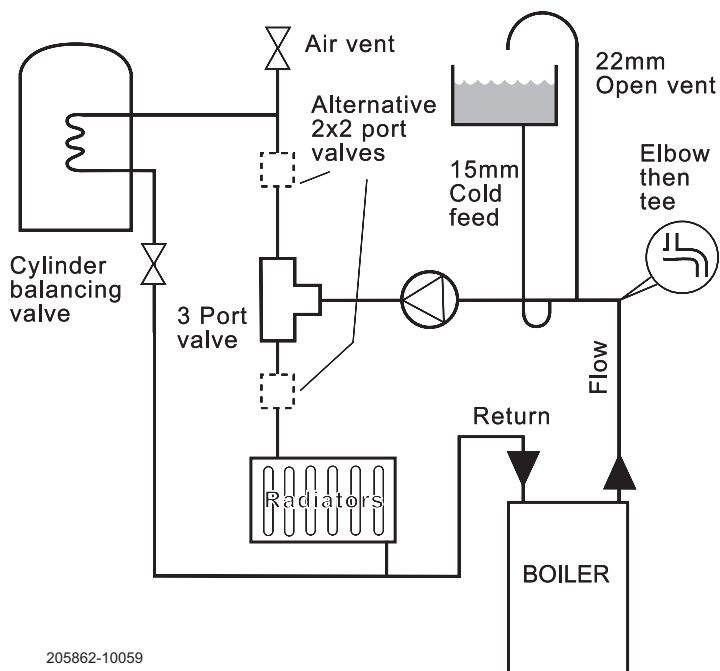 Air vent
22mm
Open vent
Alternative
2x2 port
valves
15mm
Cold
feed
Elbow
then
tee
Cylinder
balancing
valve
3 Port
valve
Flow
Return
Radiators
BOILER
205862-10059